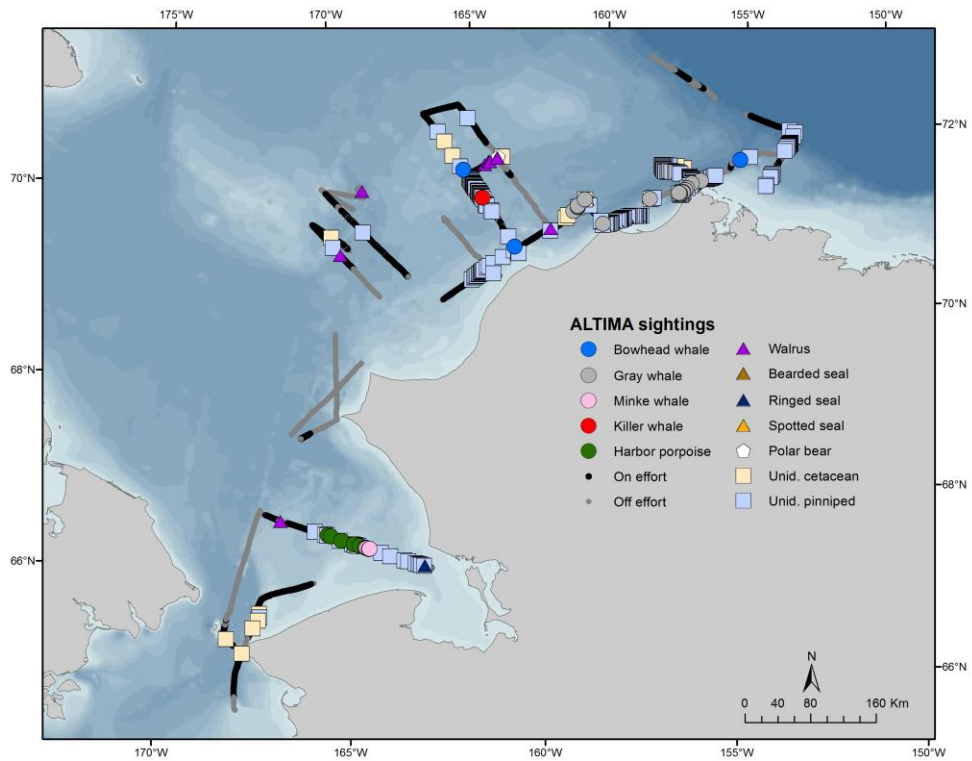 175°W 170°W 165°W 160°W 155°W 150°W
72°N
70°N
70°N
68°N
68°N
66°N
66°N
ALTIMA sightings
Bowhead whale Walrus
Gray whale Bearded seal
Minke whale Ringed seal
Killer whale Spotted seal
Harbor porpoise Polar bear
On effort Unid. cetacean
Off effort Unid. pinniped
N
0 40 80 160 Km
170°W 165°W 160°W 155°W 150°W